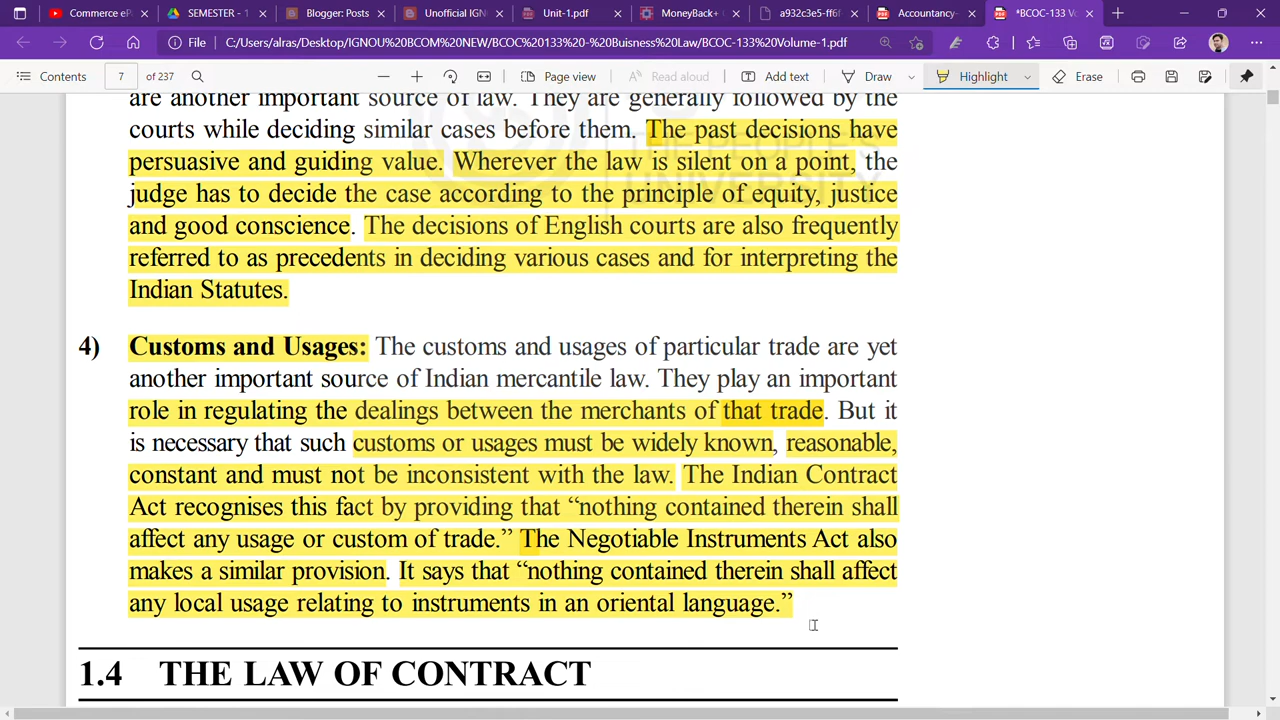 Commerce eP
SEMESTER - 1
Blogger: Posts
Unofficial IGN
Unit-1.pdf
MoneyBack+
a932c3e5-ff6f
Accountancy-
*BCOC-133 Vo
File C:/Users/alras/Desktop/IGNOU%20BCOM%20NEW/BCOC%20133%20-%20Buisness%20Law/BCOC-133%20Volume-1.pdf
Contents 7 of 237 Page view Read aloud Add text Draw Highlight Erase
are another important source of law. They are generally followed by the
courts while deciding similar cases before them. The past decisions have
persuasive and guiding value. Wherever the law is silent on a point, the
judge has to decide the case according to the principle of equity, justice
and good conscience. The decisions of English courts are also frequently
referred to as precedents in deciding various cases and for interpreting the
Indian Statutes.
THE PEOPLE'S
UNIVERSITY
4) Customs and Usages: The customs and usages of particular trade are yet
another important source of Indian mercantile law. They play an important
role in regulating the dealings between the merchants of that trade. But it
is necessary that such customs or usages must be widely known, reasonable,
constant and must not be inconsistent with the law. The Indian Contract
Act recognises this fact by providing that “nothing contained therein shall
affect any usage or custom of trade.” The Negotiable Instruments Act also
makes a similar provision. It says that “nothing contained therein shall affect
any local usage relating to instruments in an oriental language.”
1.4 THE LAW OF CONTRACT